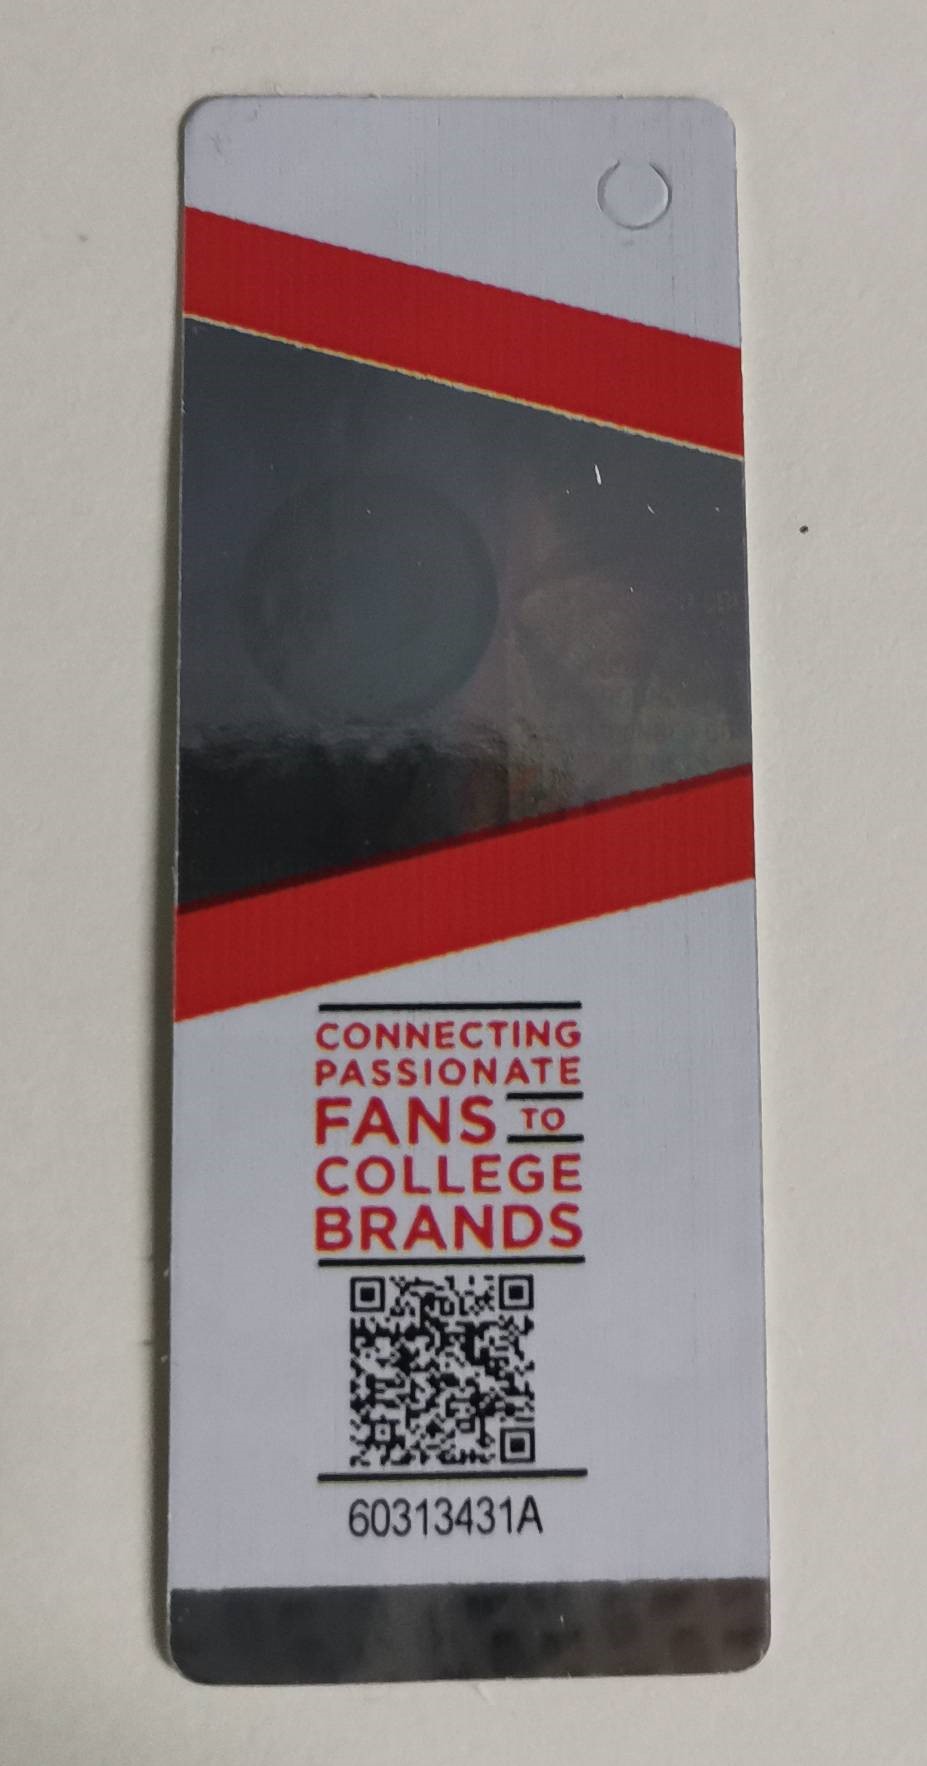 CONNECTING
PASSIONATE
FANS TO
COLLEGE
BRANDS
60313431A